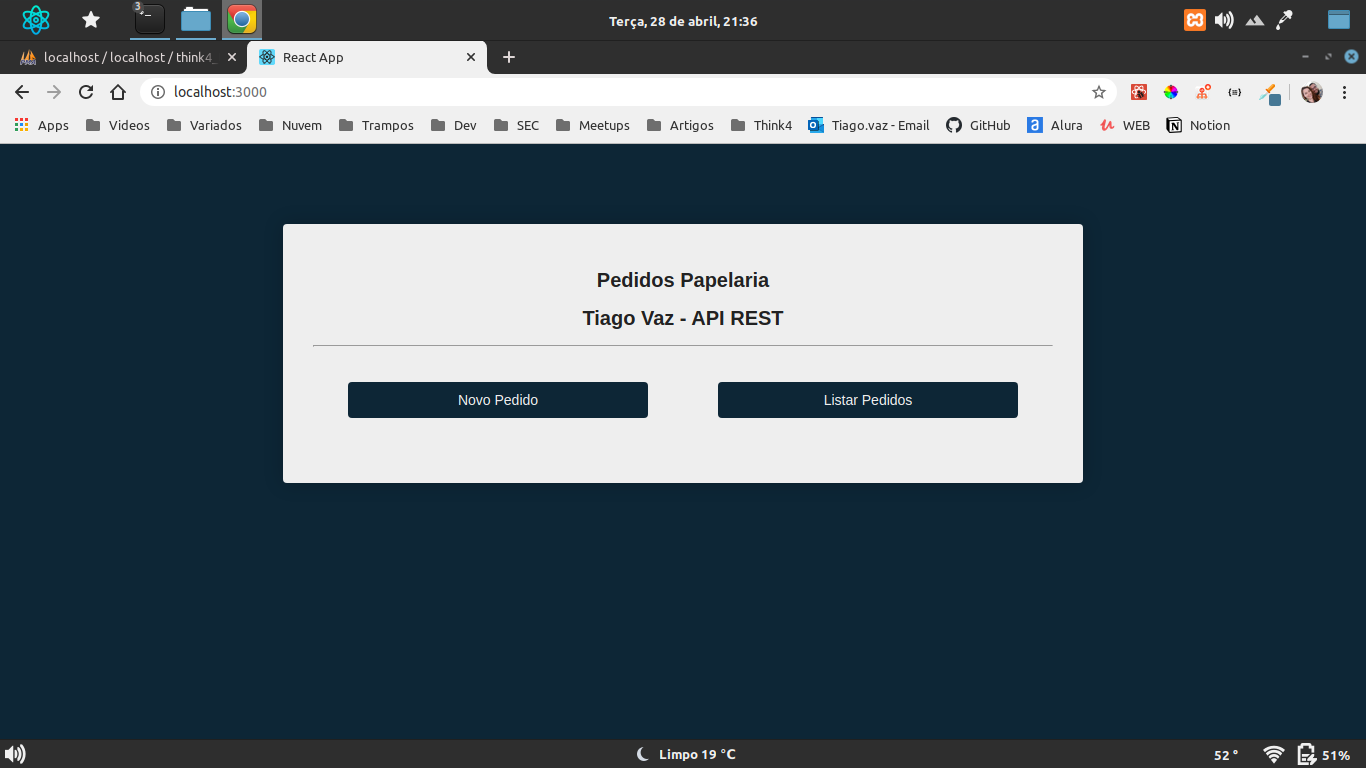 3
Terça, 28 de abril, 21:36
localhost / localhost / think4_
React App
localhost:3000
Apps
Videos
Variados
Nuvem
Trampos
Dev
SEC
Meetups
Artigos
Think4
Tiago.vaz - Email
GitHub
Alura
WEB
Notion
Pedidos Papelaria
Tiago Vaz - API REST
Novo Pedido
Listar Pedidos
Limpo 19 °C
52 °
51%